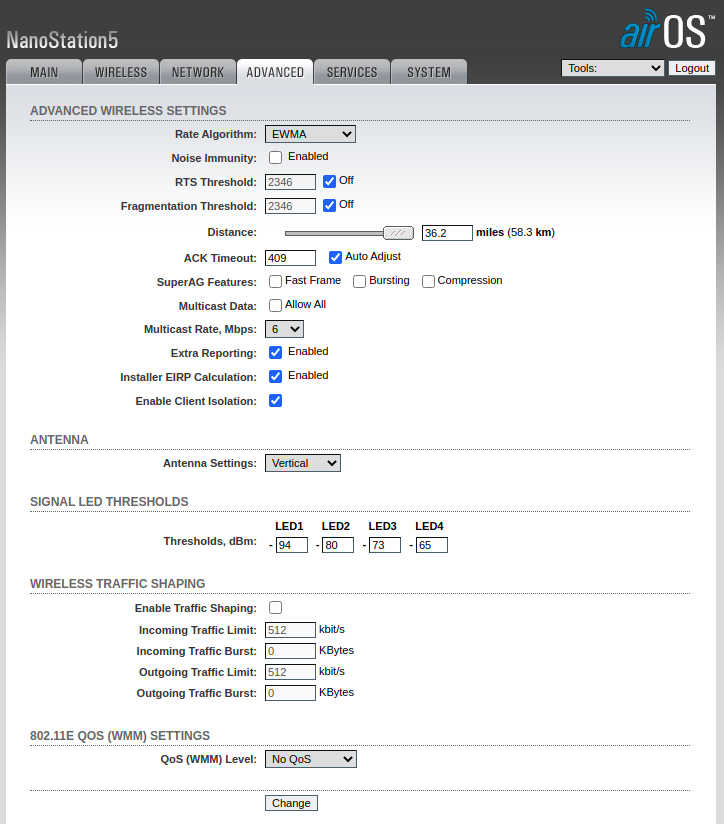 NanoStation5
airOS™
MAIN WIRELESS NETWORK ADVANCED SERVICES SYSTEM Tools: Logout
ADVANCED WIRELESS SETTINGS
Rate Algorithm: EWMA
Noise Immunity: Enabled
RTS Threshold: 2346 Off
Fragmentation Threshold: 2346 Off
Distance: 36.2 miles (58.3 km)
ACK Timeout: 409 Auto Adjust
SuperAG Features: Fast Frame Bursting Compression
Multicast Data: Allow All
Multicast Rate, Mbps: 6
Extra Reporting: Enabled
Installer EIRP Calculation: Enabled
Enable Client Isolation:
ANTENNA
Antenna Settings: Vertical
SIGNAL LED THRESHOLDS
LED1 LED2 LED3 LED4
Thresholds, dBm: - 94 - 80 - 73 - 65
WIRELESS TRAFFIC SHAPING
Enable Traffic Shaping:
Incoming Traffic Limit: 512 kbit/s
Incoming Traffic Burst: 0 KBytes
Outgoing Traffic Limit: 512 kbit/s
Outgoing Traffic Burst: 0 KBytes
802.11E QOS (WMM) SETTINGS
QoS (WMM) Level: No QoS
Change